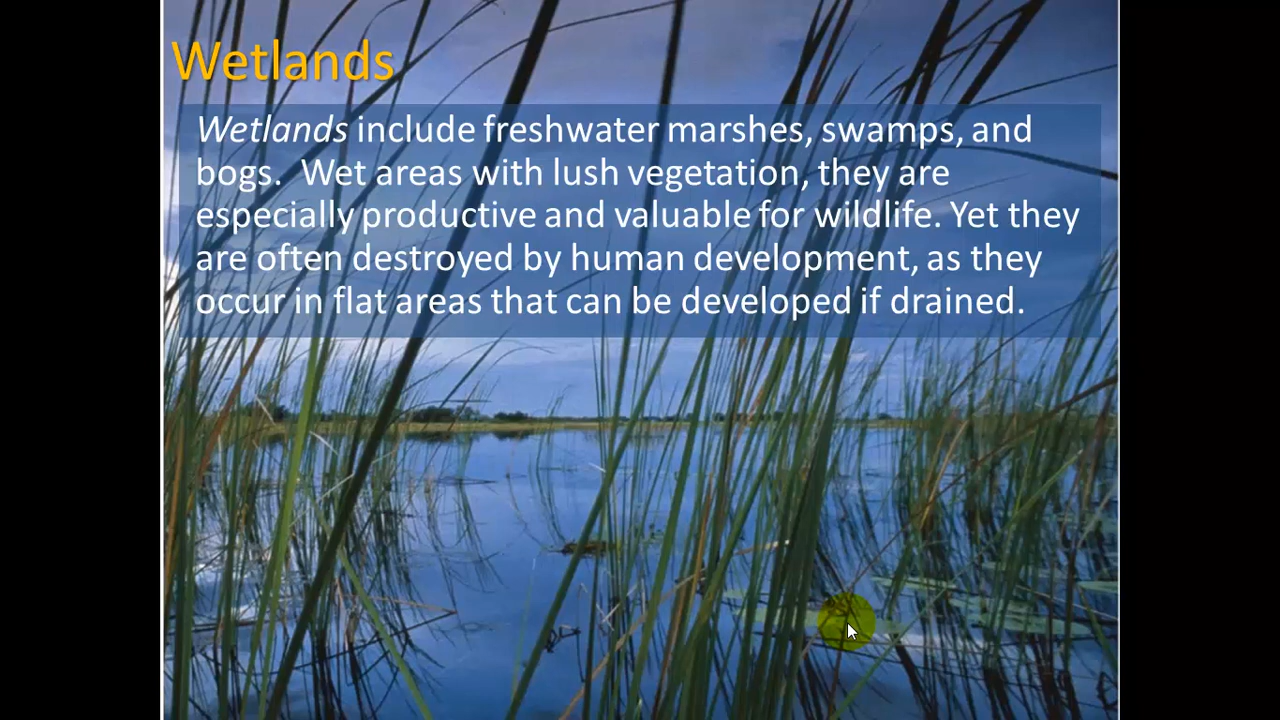 Wetlands
Wetlands include freshwater marshes, swamps, and
bogs.  Wet areas with lush vegetation, they are
especially productive and valuable for wildlife. Yet they
are often destroyed by human development, as they
occur in flat areas that can be developed if drained.